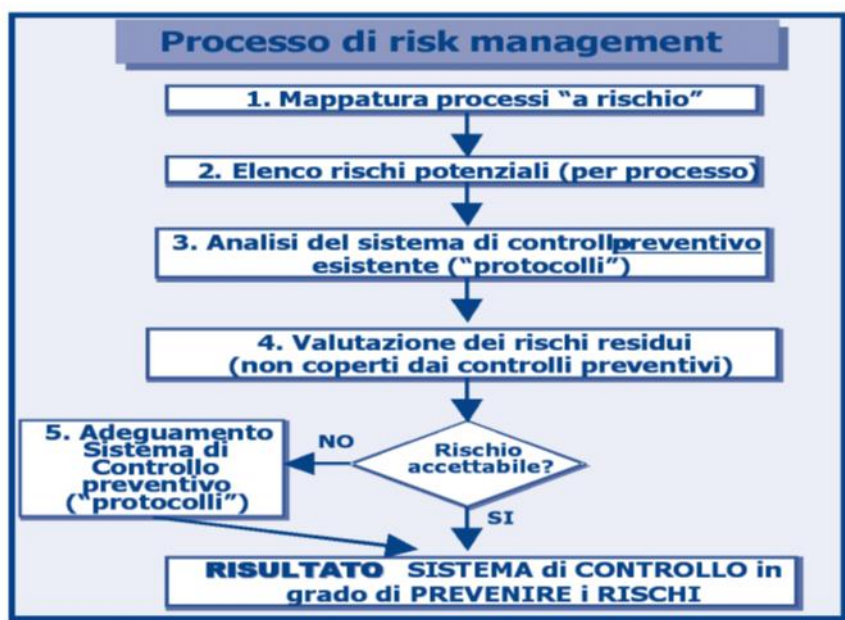 Processo di risk management
1. Mappatura processi “a rischio”
2. Elenco rischi potenziali (per processo)
3. Analisi del sistema di controllo preventivo
esistente (“protocolli”)
4. Valutazione dei rischi residui
(non coperti dai controlli preventivi)
Rischio
accettabile?
NO
5. Adeguamento
Sistema di
Controllo
preventivo
(“protocolli”)
SI
RISULTATO SISTEMA di CONTROLLO in
grado di PREVENIRE i RISCHI